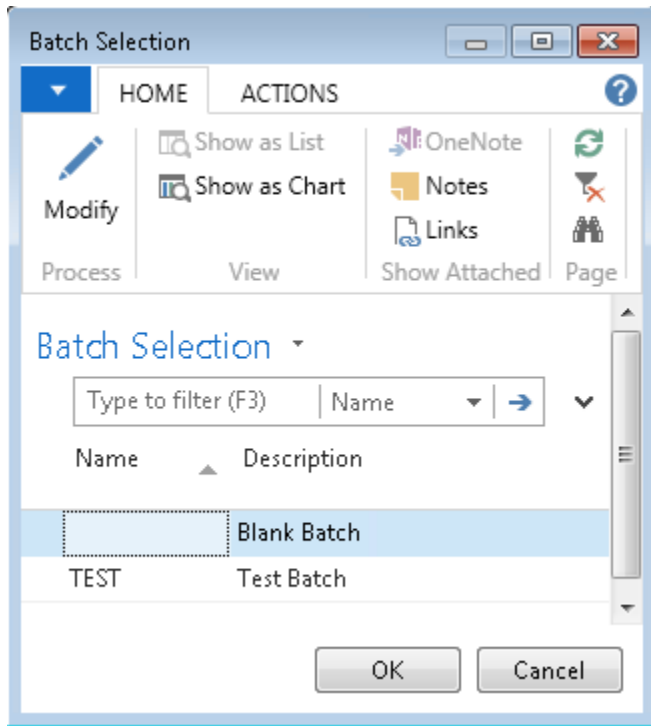 Batch Selection
HOME ACTIONS
Modify
Show as List
Show as Chart
OneNote
Notes
Links
Process View Show Attached Page
Batch Selection
Type to filter (F3) Name
Name Description
Blank Batch
TEST Test Batch
OK Cancel